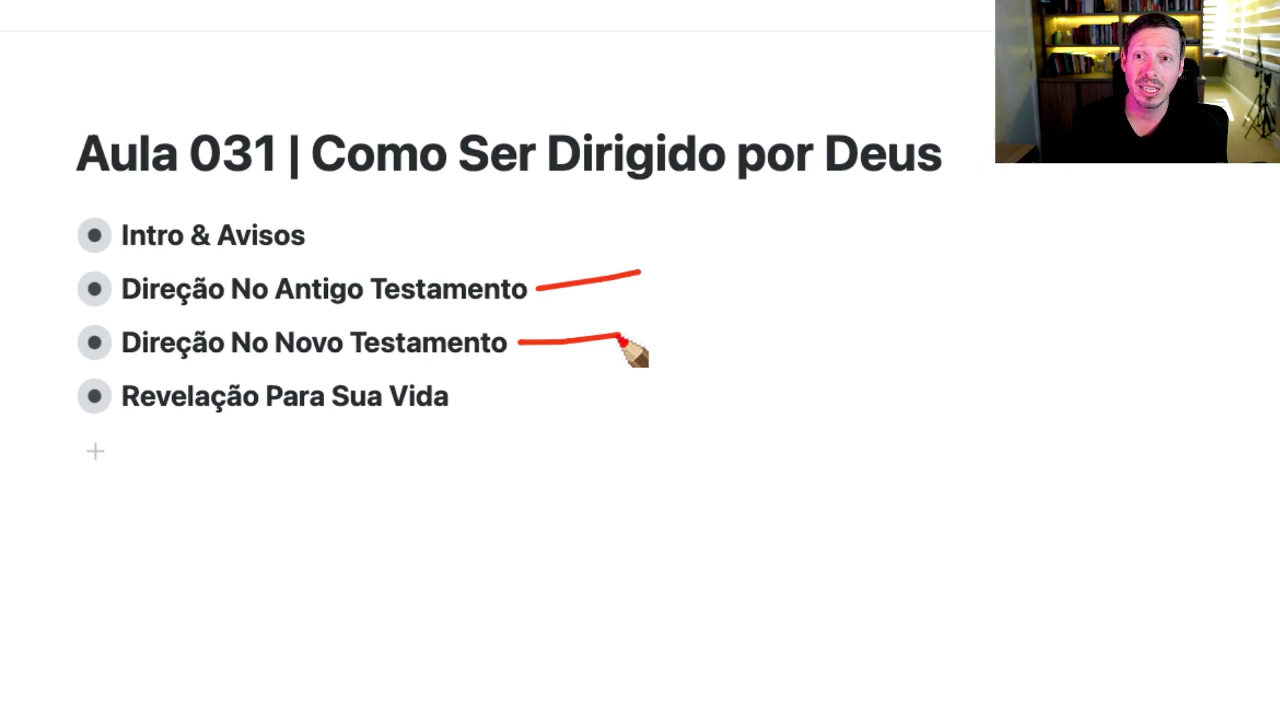 Aula 031 | Como Ser Dirigido por Deus
Intro & Avisos
Direção No Antigo Testamento
Direção No Novo Testamento
Revelação Para Sua Vida